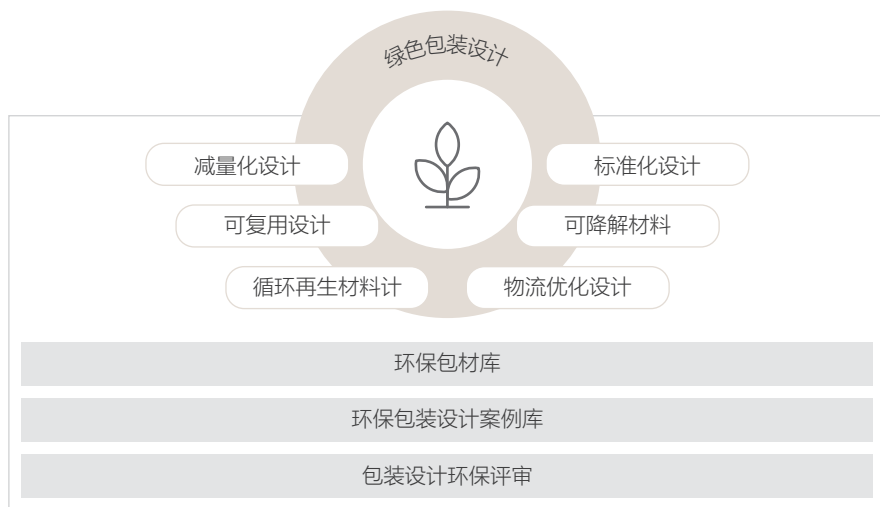 绿色包装设计
减量化设计
标准化设计
可复用设计
可降解材料
循环再生材料计
物流优化设计
环保包材库
环保包装设计案例库
包装设计环保评审